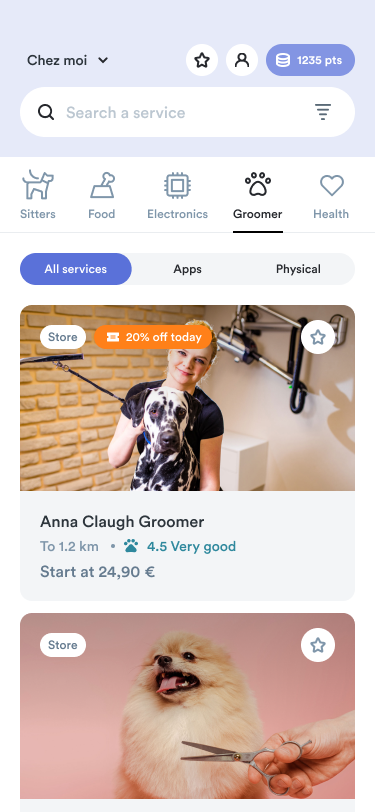 Chez moi
1235 pts
Search a service
Sitters
Food
Electronics
Groomer
Health
All services
Apps
Physical
Store
20% off today
Anna Claugh Groomer
To 1.2 km • 4.5 Very good
Start at 24,90 €
Store